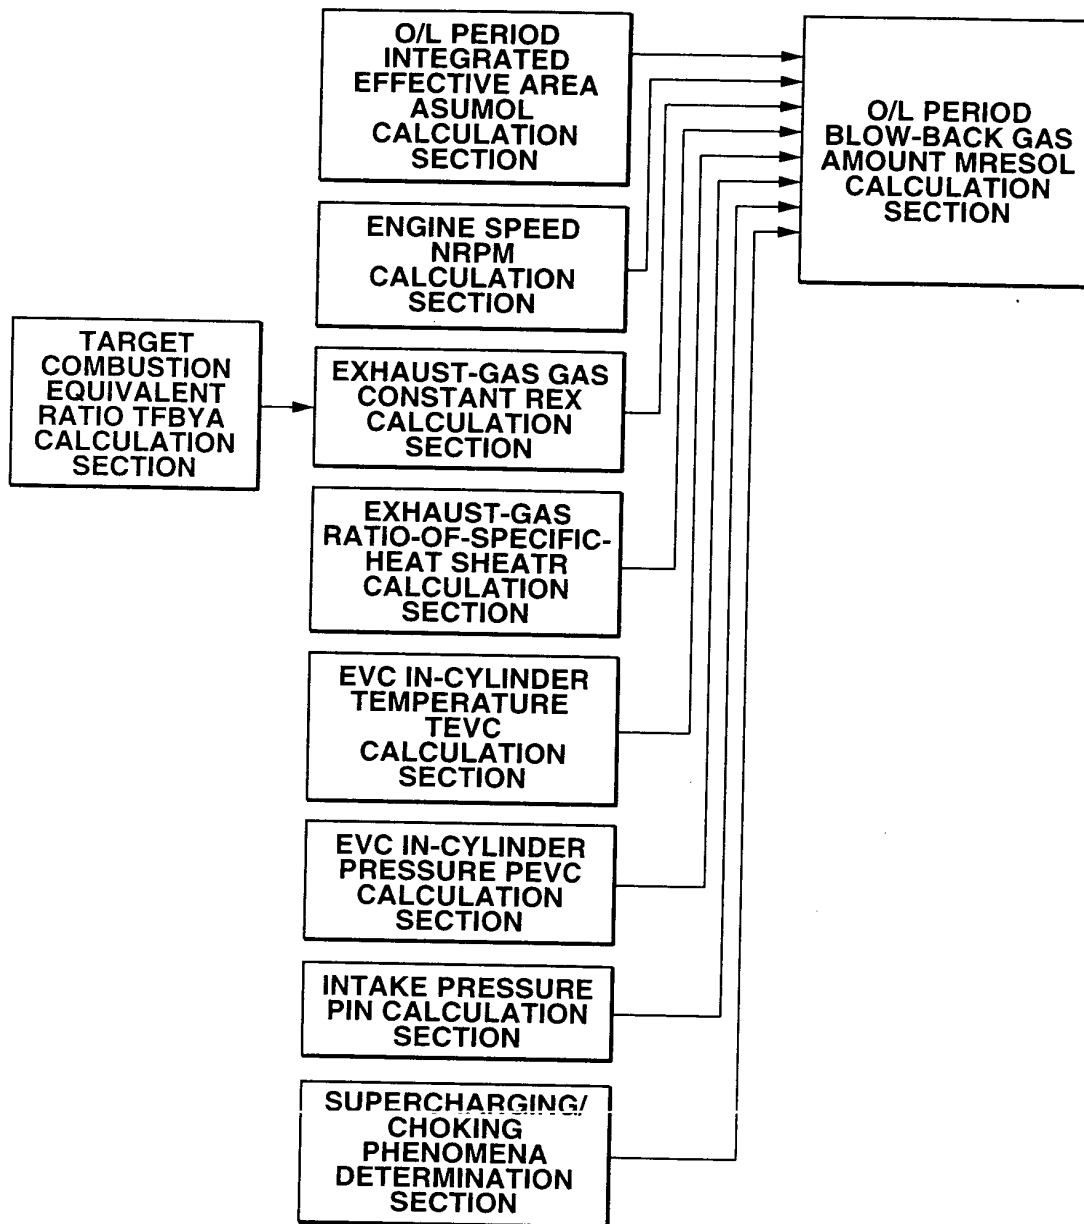 O/L PERIOD
INTEGRATED
EFFECTIVE AREA
ASUMOL
CALCULATION
SECTION
O/L PERIOD
BLOW-BACK GAS
AMOUNT MRESOL
CALCULATION
SECTION
ENGINE SPEED
NRPM
CALCULATION
SECTION
TARGET
COMBUSTION
EQUIVALENT
RATIO TFBYA
CALCULATION
SECTION
EXHAUST-GAS GAS
CONSTANT REX
CALCULATION
SECTION
EXHAUST-GAS
RATIO-OF-SPECIFIC-
HEAT SHEATR
CALCULATION
SECTION
EVC IN-CYLINDER
TEMPERATURE
TEVC
CALCULATION
SECTION
EVC IN-CYLINDER
PRESSURE PEVC
CALCULATION
SECTION
INTAKE PRESSURE
PIN CALCULATION
SECTION
SUPERCHARGING/
CHOKING
PHENOMENA
DETERMINATION
SECTION